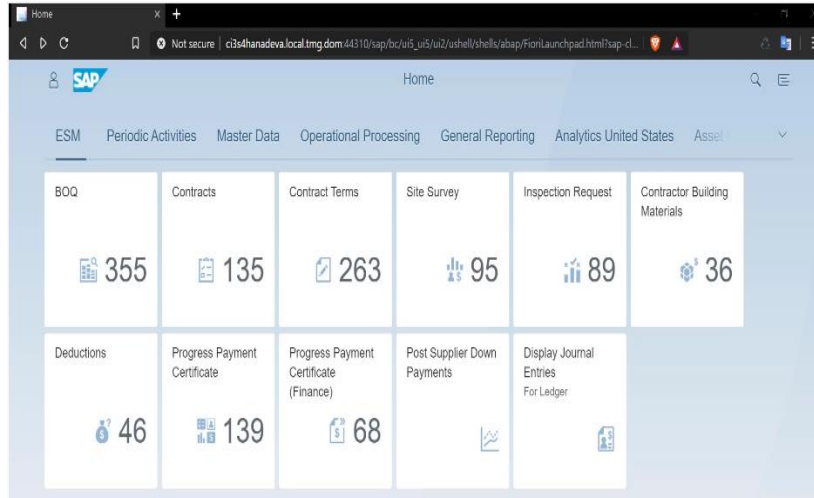 Home
Not secure ci3s4hanadeva.local.tmg.dom:44310/sap/bc/ui5_ui5/ui2/ushell/shells/abap/FioriLaunchpad.html?sap-cl...
SAP
Home
ESM Periodic Activities Master Data Operational Processing General Reporting Analytics United States Asset
BOQ
355
Contracts
135
Contract Terms
263
Site Survey
95
Inspection Request
89
Contractor Building
Materials
36
Deductions
46
Progress Payment
Certificate
139
Progress Payment
Certificate
(Finance)
68
Post Supplier Down
Payments
Display Journal
Entries
For Ledger